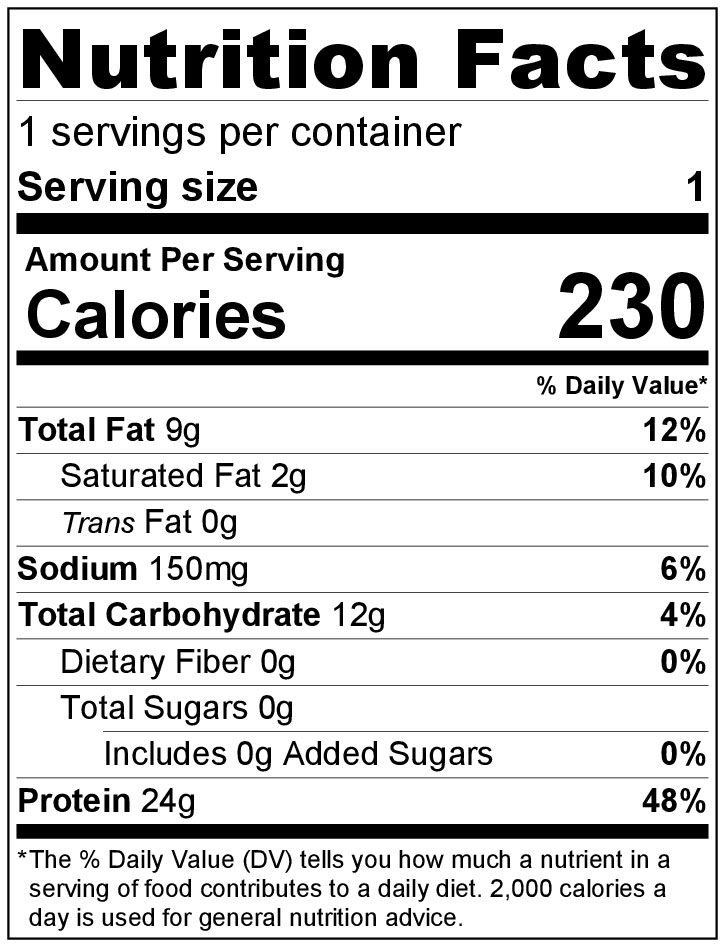 Nutrition Facts
1 servings per container
Serving size 1
Amount Per Serving
Calories 230
% Daily Value*
Total Fat 9g 12%
Saturated Fat 2g 10%
Trans Fat 0g
Sodium 150mg 6%
Total Carbohydrate 12g 4%
Dietary Fiber 0g 0%
Total Sugars 0g
Includes 0g Added Sugars 0%
Protein 24g 48%
*The % Daily Value (DV) tells you how much a nutrient in a
serving of food contributes to a daily diet. 2,000 calories a
day is used for general nutrition advice.